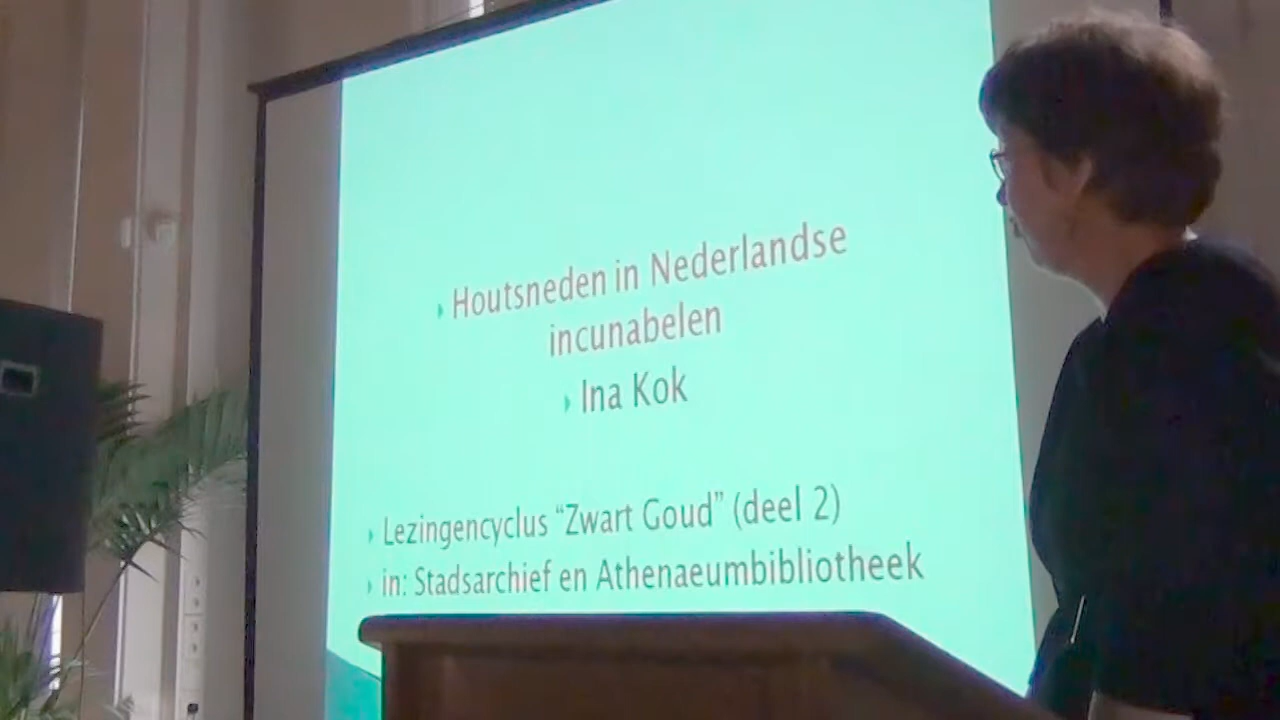 Houtsneden in Nederlandse
incunabelen
Ina Kok
Lezingencyclus “Zwart Goud” (deel 2)
in: Stadsarchief en Athenaeumbibliotheek